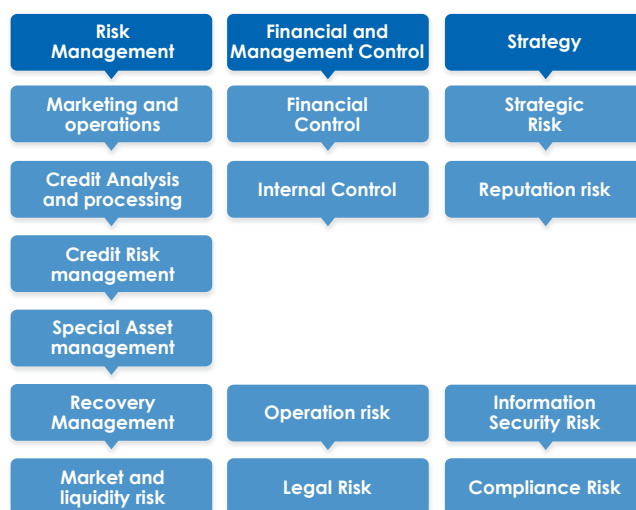 Risk
Management
Financial and
Management Control
Strategy
Marketing and
operations
Financial
Control
Strategic
Risk
Credit Analysis
and processing
Internal Control
Reputation risk
Credit Risk
management
Special Asset
management
Recovery
Management
Operation risk
Information
Security Risk
Market and
liquidity risk
Legal Risk
Compliance Risk